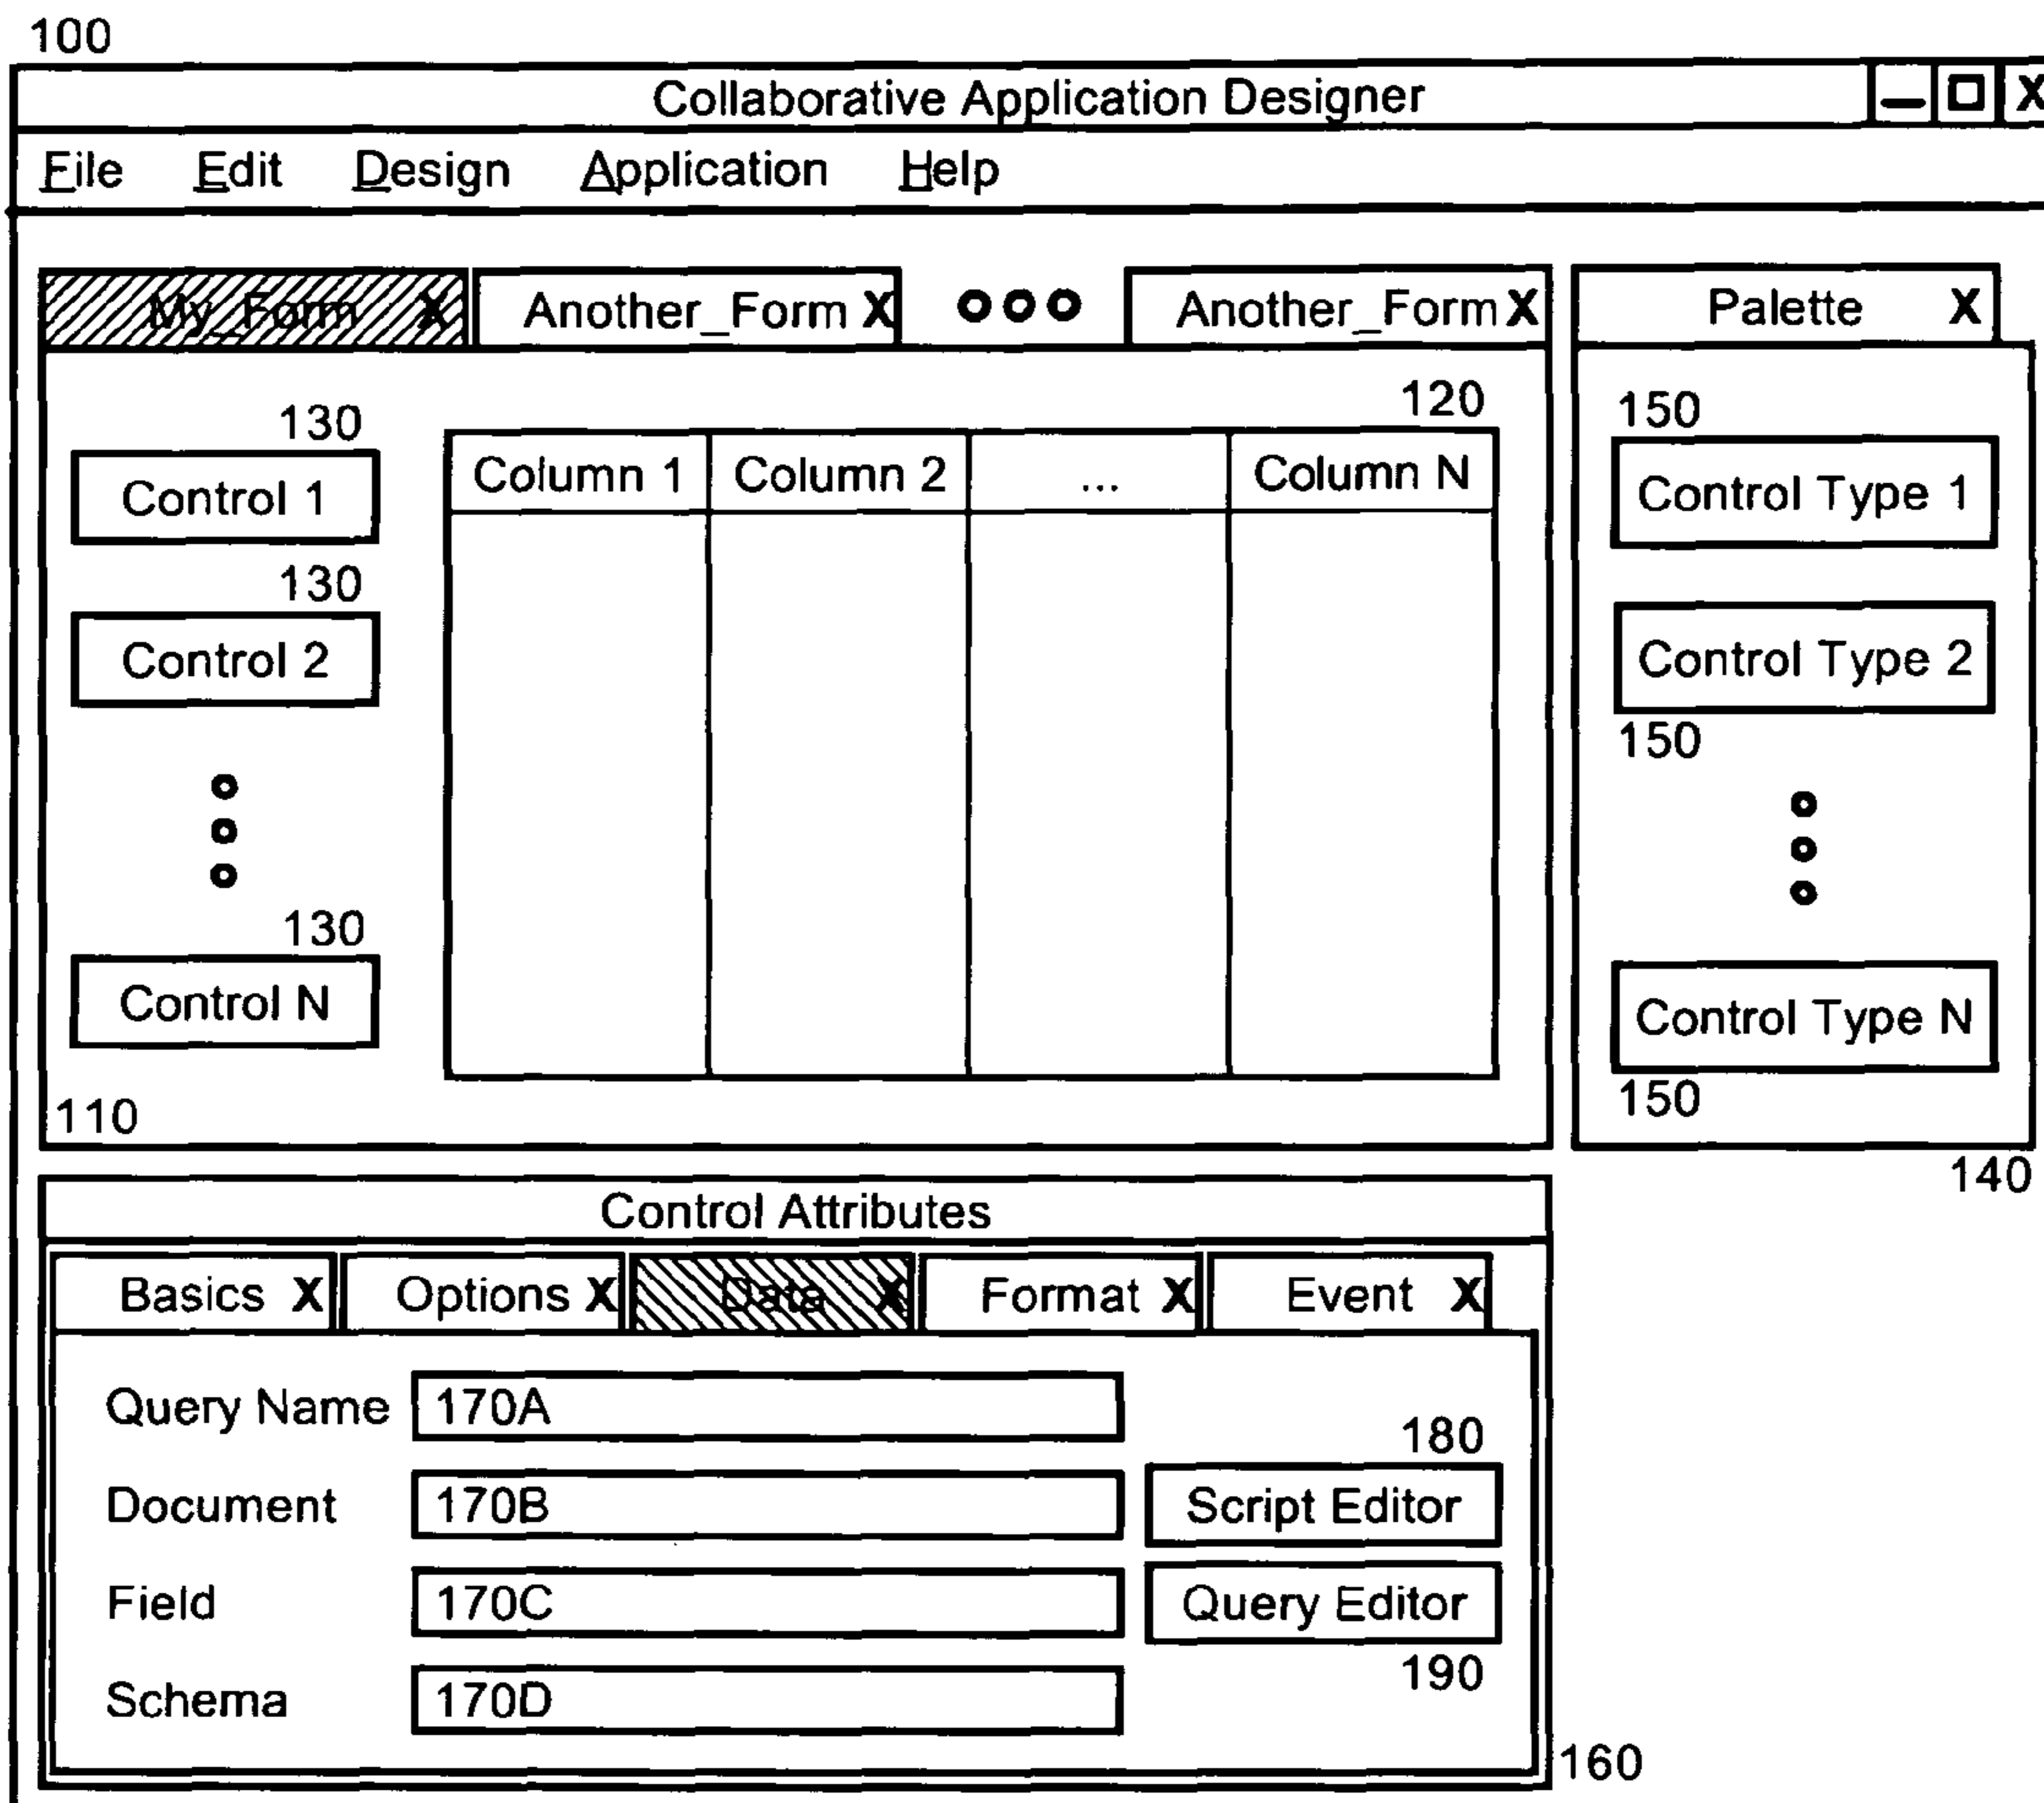 100
Collaborative Application Designer X
File Edit Design Application Help
My_Form X Another_Form X Another_Form X Palette X
120
130 150
Column 1 Column 2 ... Column N
Control 1 Control Type 1
130
Control 2 Control Type 2
150
130
Control N Control Type N
150
110
140
Control Attributes
Basics X Options X Data X Format X Event X
Query Name 170A
180
Document 170B Script Editor
Field 170C Query Editor
190
Schema 170D
160